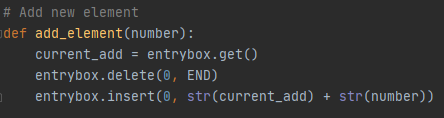 # Add new element
def add_element(number):
    current_add = entrybox.get()
    entrybox.delete(0, END)
    entrybox.insert(0, str(current_add) + str(number))